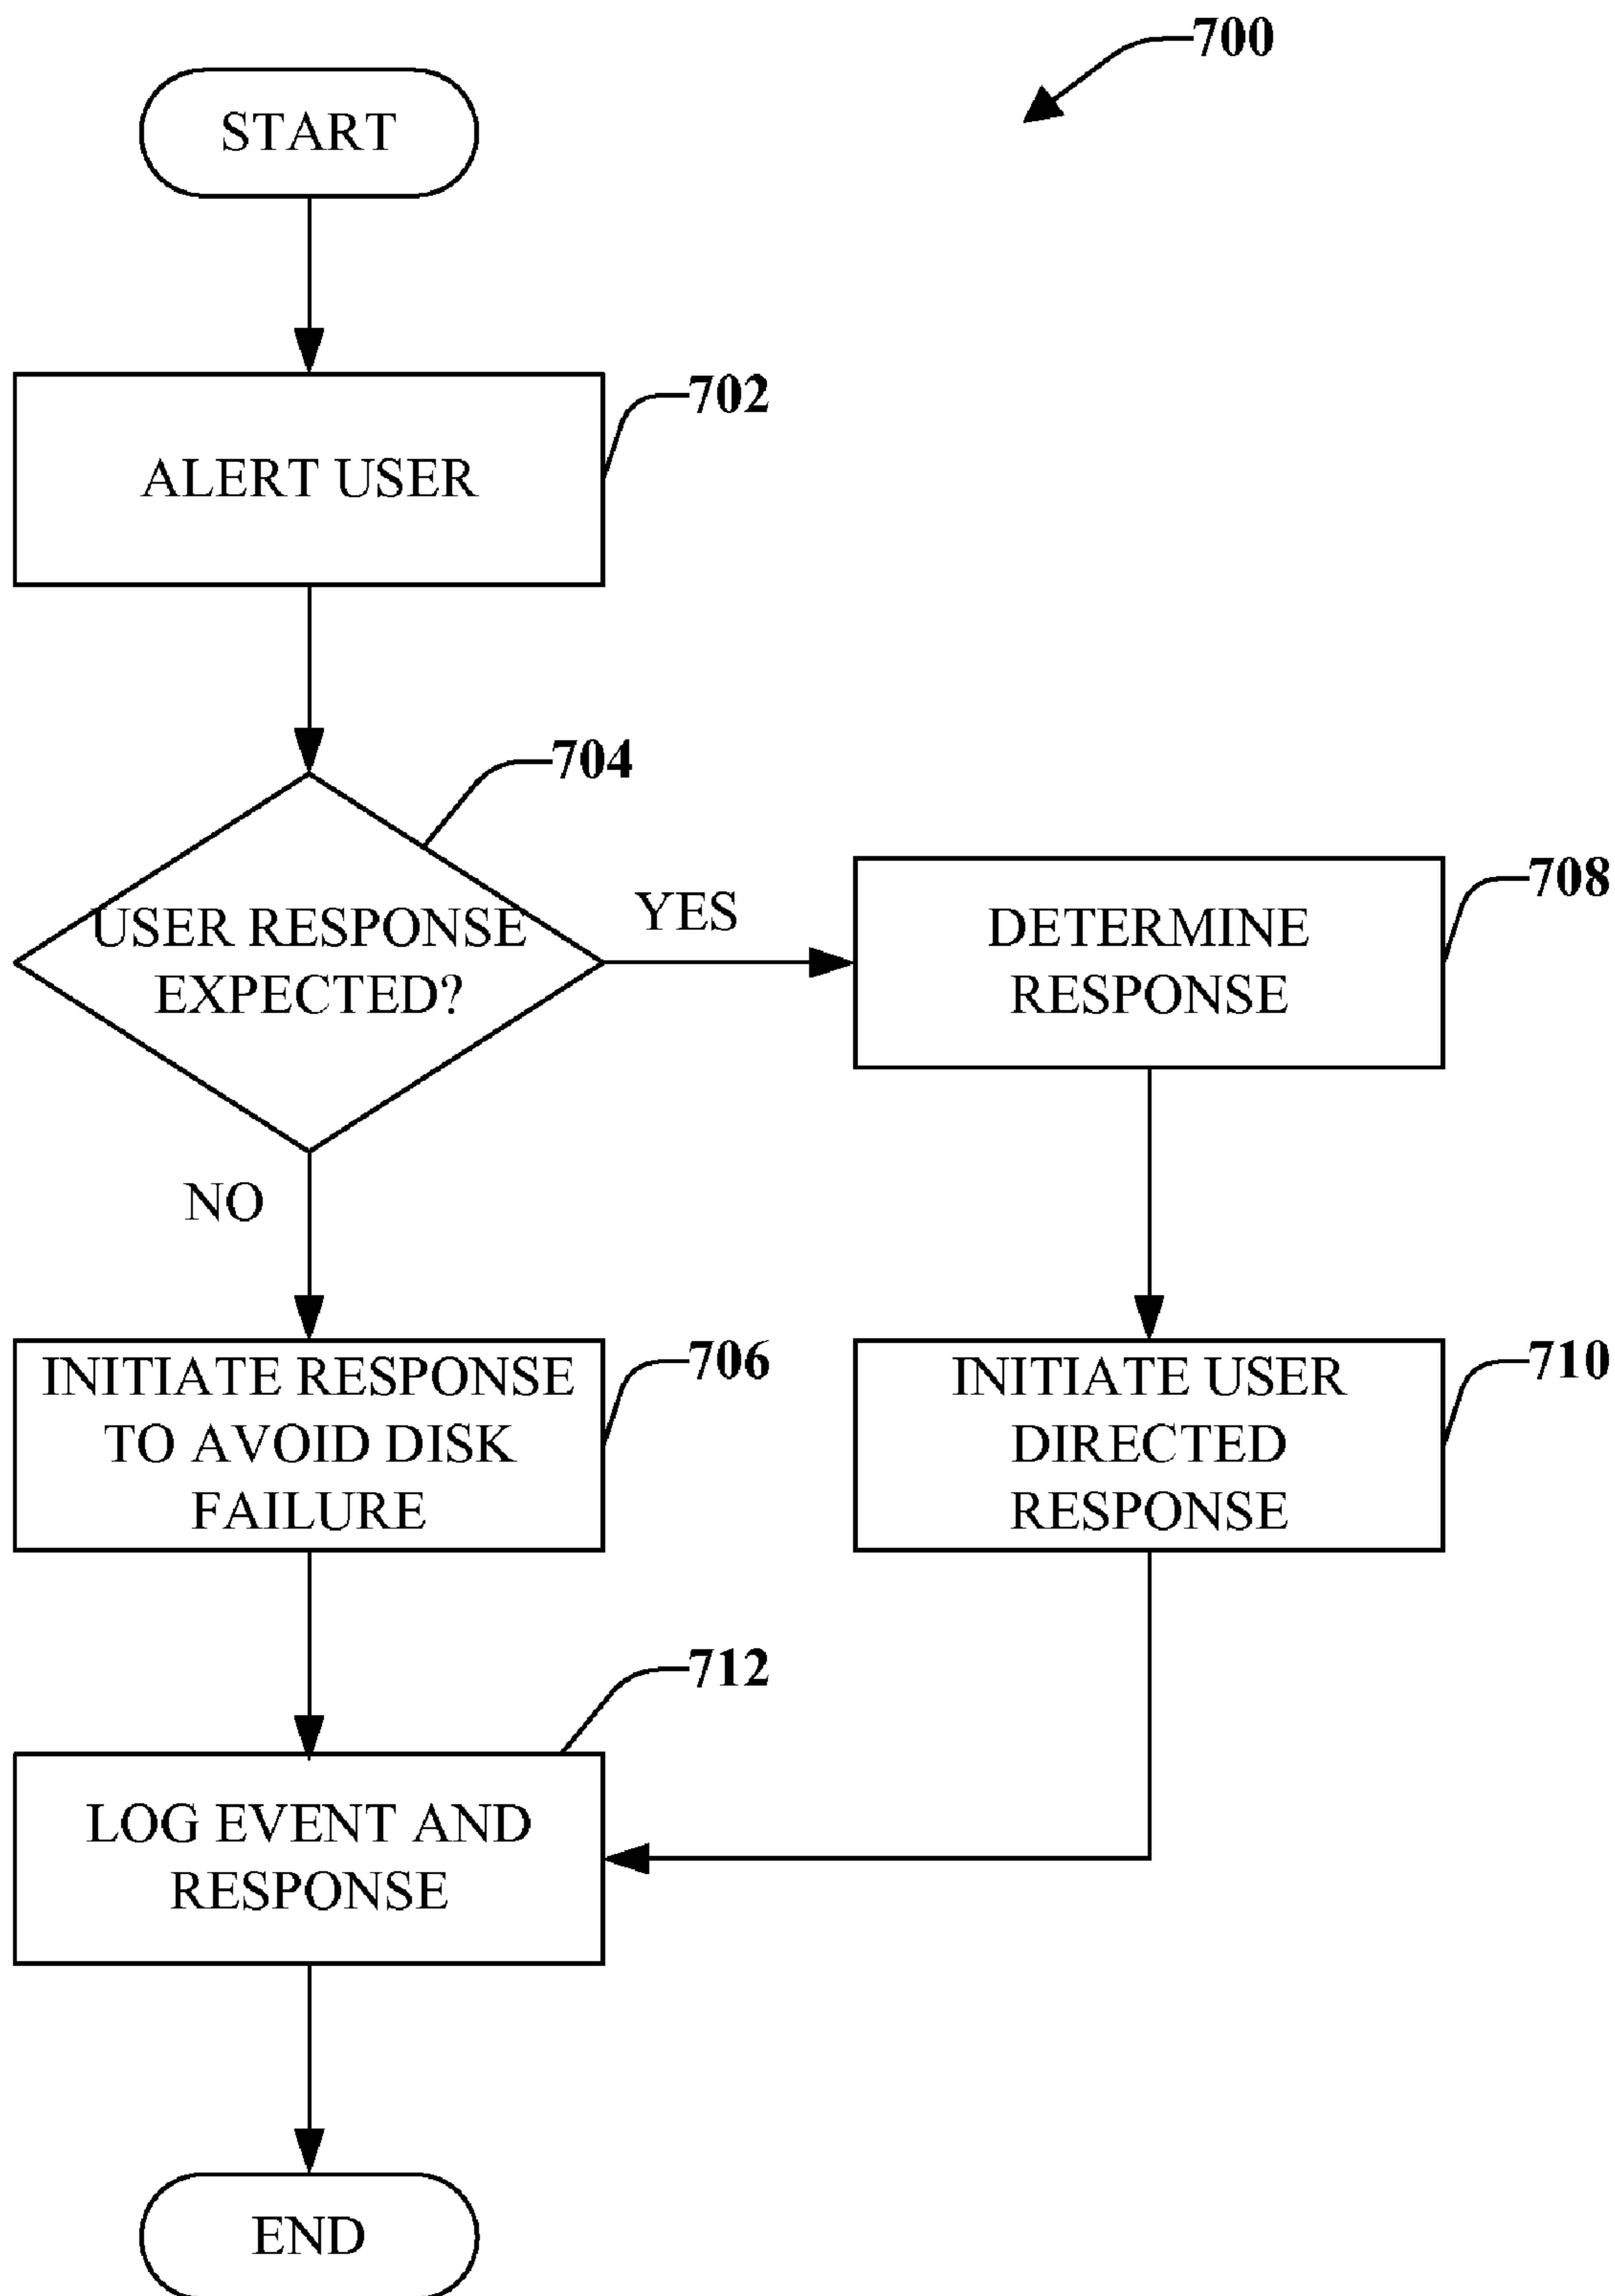 700
START
702
ALERT USER
704
USER RESPONSE
EXPECTED?
YES
708
DETERMINE
RESPONSE
NO
706
INITIATE RESPONSE
TO AVOID DISK
FAILURE
710
INITIATE USER
DIRECTED
RESPONSE
712
LOG EVENT AND
RESPONSE
END